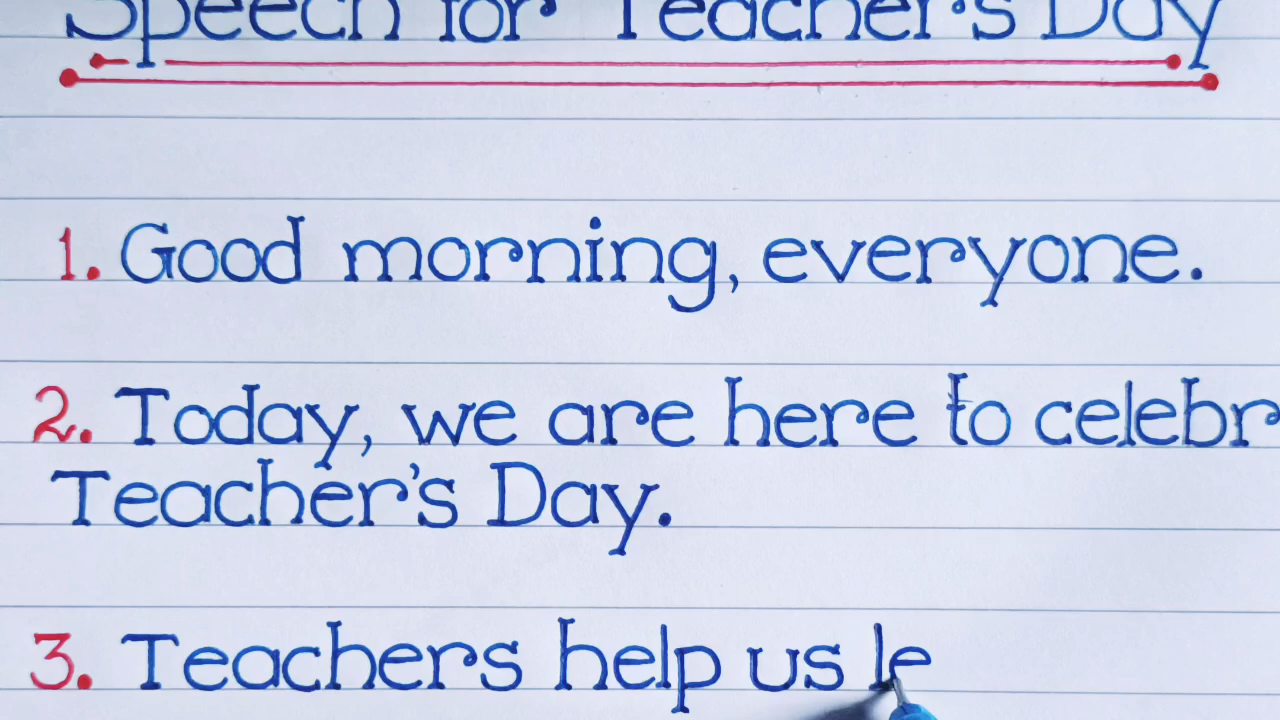 Speech for Teacher's Day
1. Good morning, everyone.
2. Today, we are here to celebr
Teacher's Day.
3. Teachers help us le